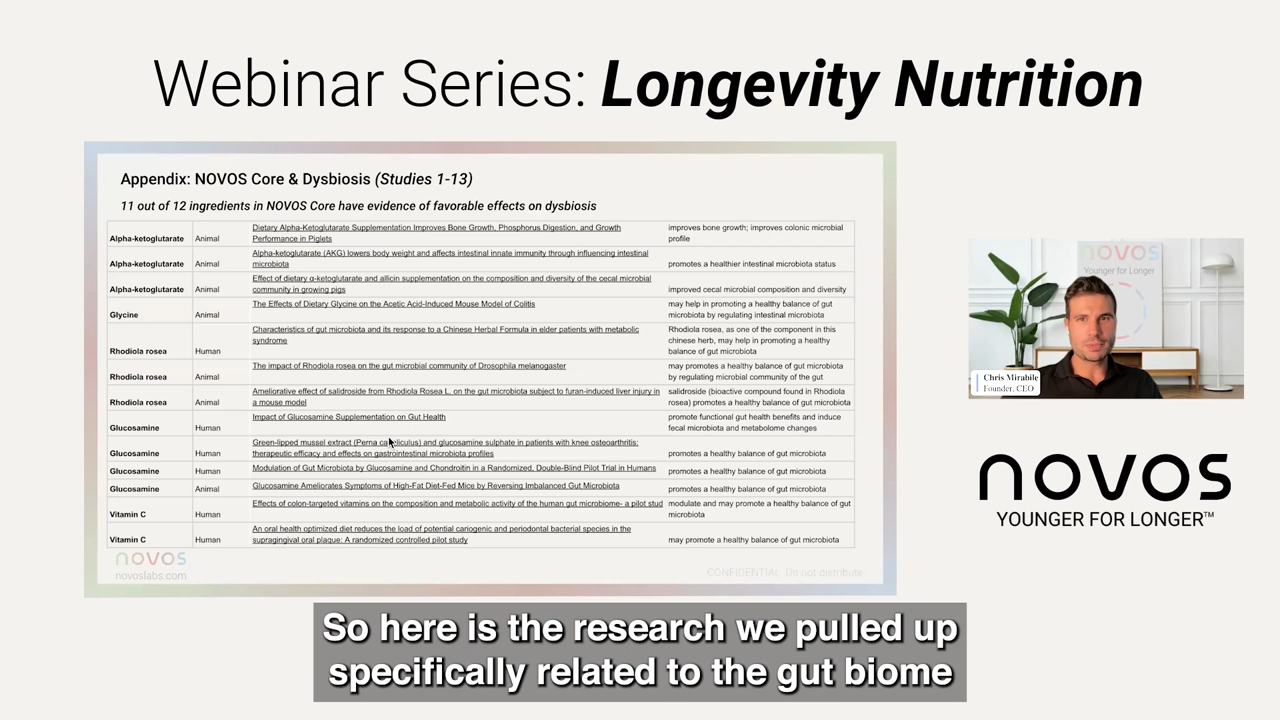 Webinar Series: Longevity Nutrition
Appendix: NOVOS Core & Dysbiosis (Studies 1-13)
11 out of 12 ingredients in NOVOS Core have evidence of favorable effects on dysbiosis
Dietary Alpha-Ketoglutarate Supplementation Improves Bone Growth, Phosphorus Digestion, and Growth
improves bone growth; improves colonic microbial
Alpha-ketoglutarate Animal Performance in Piglets profile
Alpha-ketoglutarate (AKG) lowers body weight and affects intestinal innate immunity through influencing intestinal
Alpha-ketoglutarate Animal microbiota promotes a healthier intestinal microbiota status
Effect of dietary α-ketoglutarate and allicin supplementation on the composition and diversity of the cecal microbial
Alpha-ketoglutarate Animal community in growing pigs improved cecal microbial composition and diversity
The Effects of Dietary Glycine on the Acetic Acid-Induced Mouse Model of Colitis may help in promoting a healthy balance of gut
Glycine Animal microbiota by regulating intestinal microbiota
Characteristics of gut microbiota and its response to a Chinese Herbal Formula in elder patients with metabolic Rhodiola rosea, as one of the component in this
syndrome chinese herb, may help in promoting a healthy
Rhodiola rosea Human balance of gut microbiota
The impact of Rhodiola rosea on the gut microbial community of Drosophila melanogaster may promotes a healthy balance of gut microbiota
Rhodiola rosea Animal by regulating microbial community of the gut
Ameliorative effect of salidroside from Rhodiola Rosea L. on the gut microbiota subject to furan-induced liver injury in salidroside (bioactive compound found in Rhodiola
Rhodiola rosea Animal a mouse model rosea) promotes a healthy balance of gut microbiota
Impact of Glucosamine Supplementation on Gut Health promote functional gut health benefits and induce
Glucosamine Human fecal microbiota and metabolome changes
Green-lipped mussel extract (Perna canaliculus) and glucosamine sulphate in patients with knee osteoarthritis:
Glucosamine Human therapeutic efficacy and effects on gastrointestinal microbiota profiles promotes a healthy balance of gut microbiota
Glucosamine Human Modulation of Gut Microbiota by Glucosamine and Chondroitin in a Randomized, Double-Blind Pilot Trial in Humans promotes a healthy balance of gut microbiota
Glucosamine Animal Glucosamine Ameliorates Symptoms of High-Fat Diet-Fed Mice by Reversing Imbalanced Gut Microbiota promotes a healthy balance of gut microbiota
Effects of colon-targeted vitamins on the composition and metabolic activity of the human gut microbiome- a pilot stud modulate and may promote a healthy balance of gut
Vitamin C Human microbiota
An oral health optimized diet reduces the load of potential cariogenic and periodontal bacterial species in the
Vitamin C Human supragingival oral plaque: A randomized controlled pilot study may promote a healthy balance of gut microbiota
novos
novoslabs.com
CONFIDENTIAL. Do not distribute.
novos
Younger for Longer
Chris Mirabile
Founder, CEO
novos
YOUNGER FOR LONGER™
So here is the research we pulled up
specifically related to the gut biome